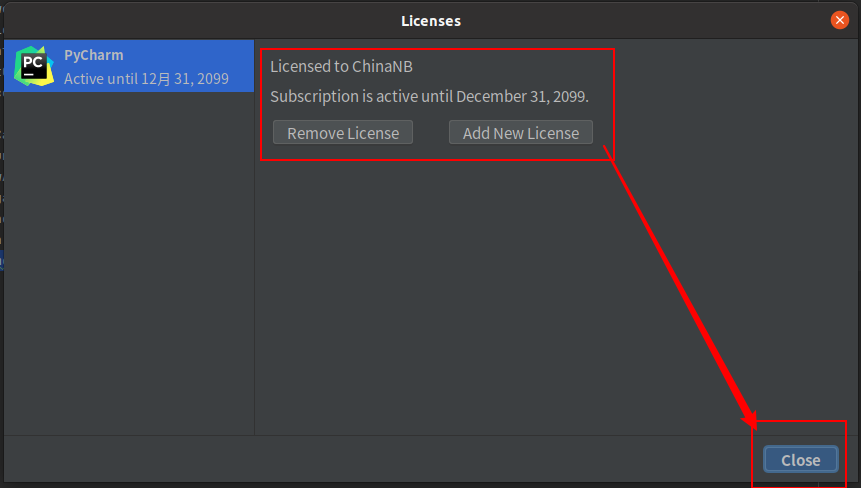 Licenses
PC
PyCharm
Active until 12月 31, 2099
Licensed to ChinaNB
Subscription is active until December 31, 2099.
Remove License
Add New License
Close